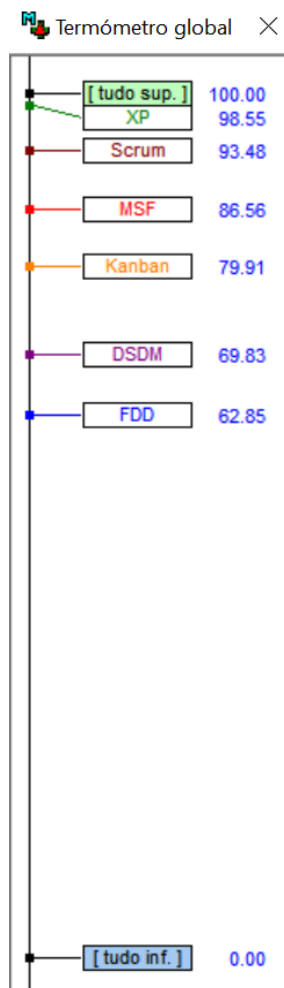 Termómetro global
[ tudo sup. ] 100.00
XP 98.55
Scrum 93.48
MSF 86.56
Kanban 79.91
DSDM 69.83
FDD 62.85
[ tudo inf. ] 0.00